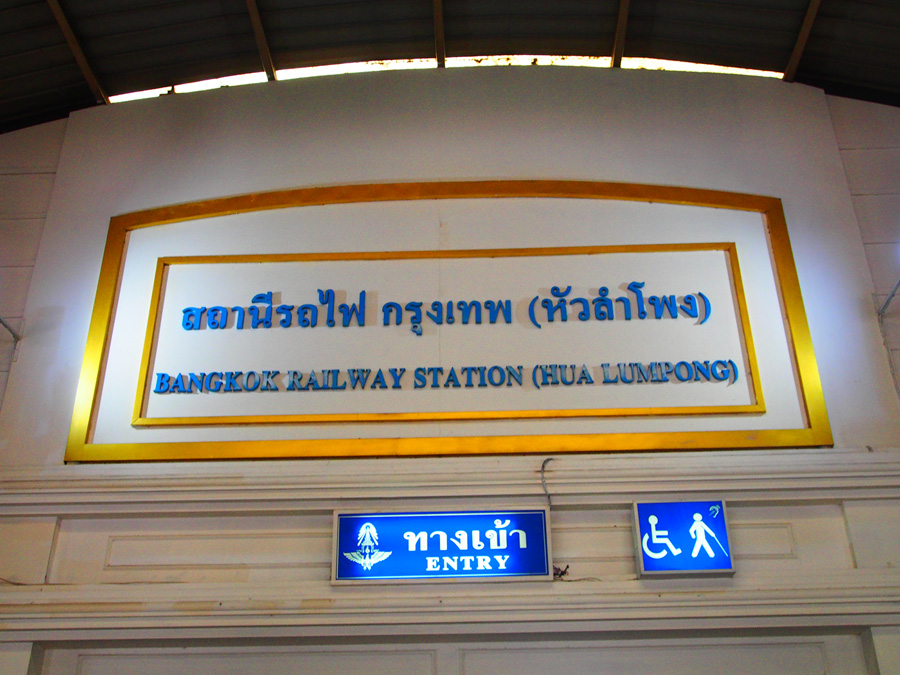 สถานีรถไฟ กรุงเทพ (หัวลำโพง)
BANGKOK RAILWAY STATION (HUA LUMPONG)
ทางเข้า
ENTRY